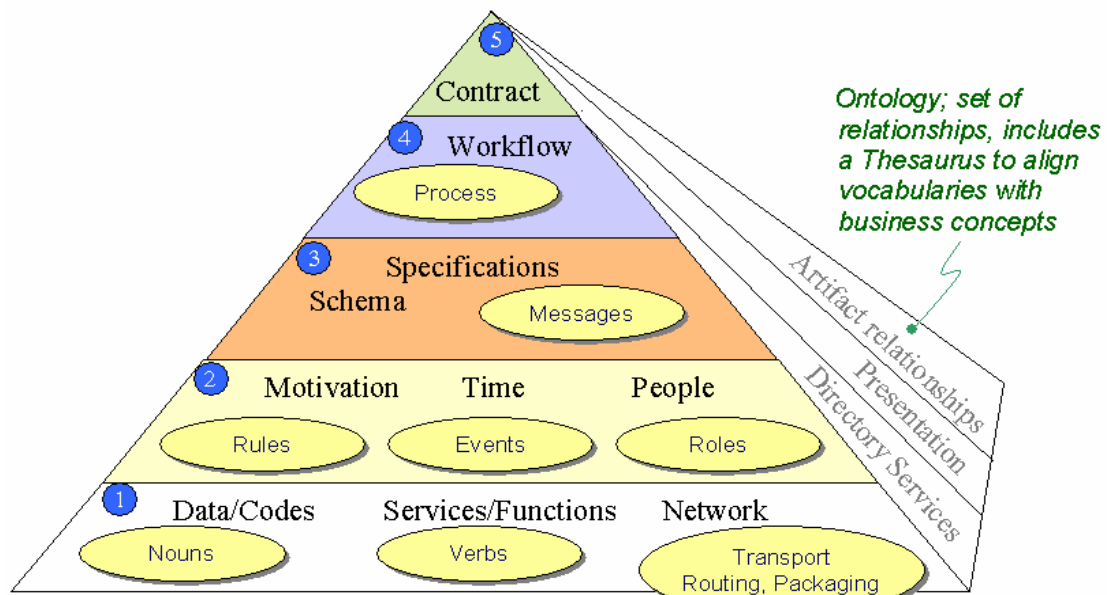 5
Contract
4
Workflow
Process
3
Specifications
Schema
Messages
2
Motivation Time People
Rules Events Roles
1
Data/Codes Services/Functions Network
Nouns Verbs Transport
Routing, Packaging
Ontology; set of
relationships, includes
a Thesaurus to align
vocabularies with
business concepts
Artifact relationships
Presentation
Directory Services